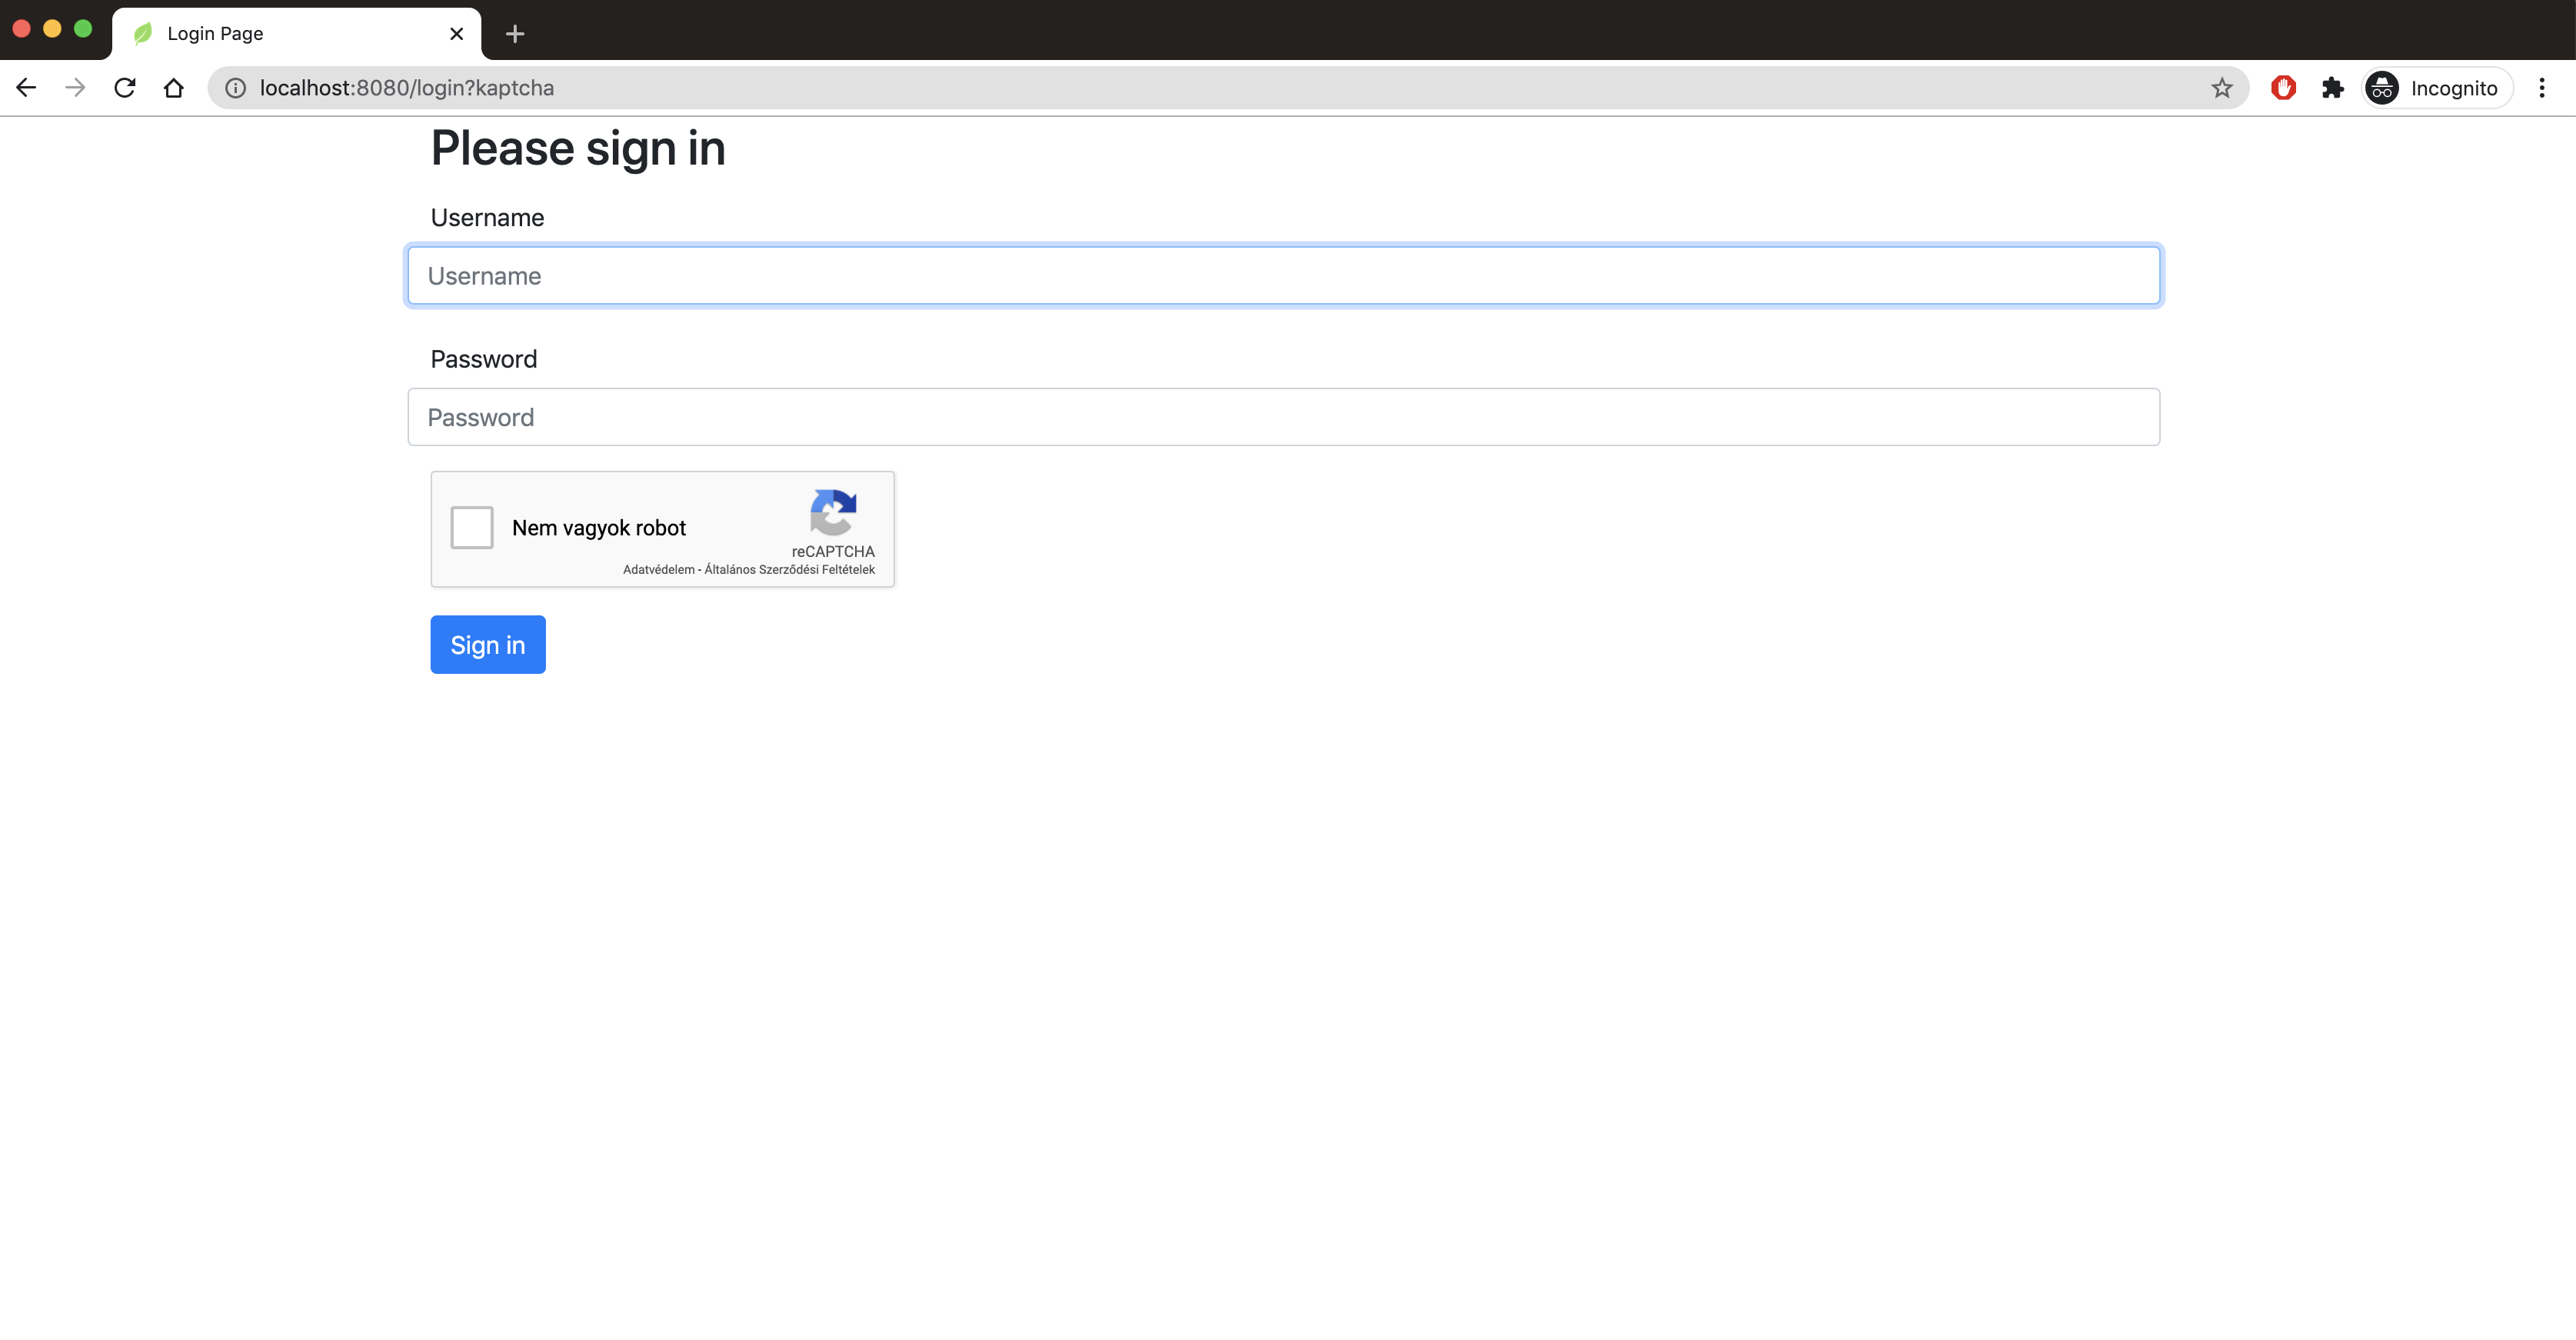 Login Page
localhost:8080/login?kaptcha
Incognito
Please sign in
Username
Username
Password
Password
Nem vagyok robot
reCAPTCHA
Adatvédelem - Általános Szerződési Feltételek
Sign in